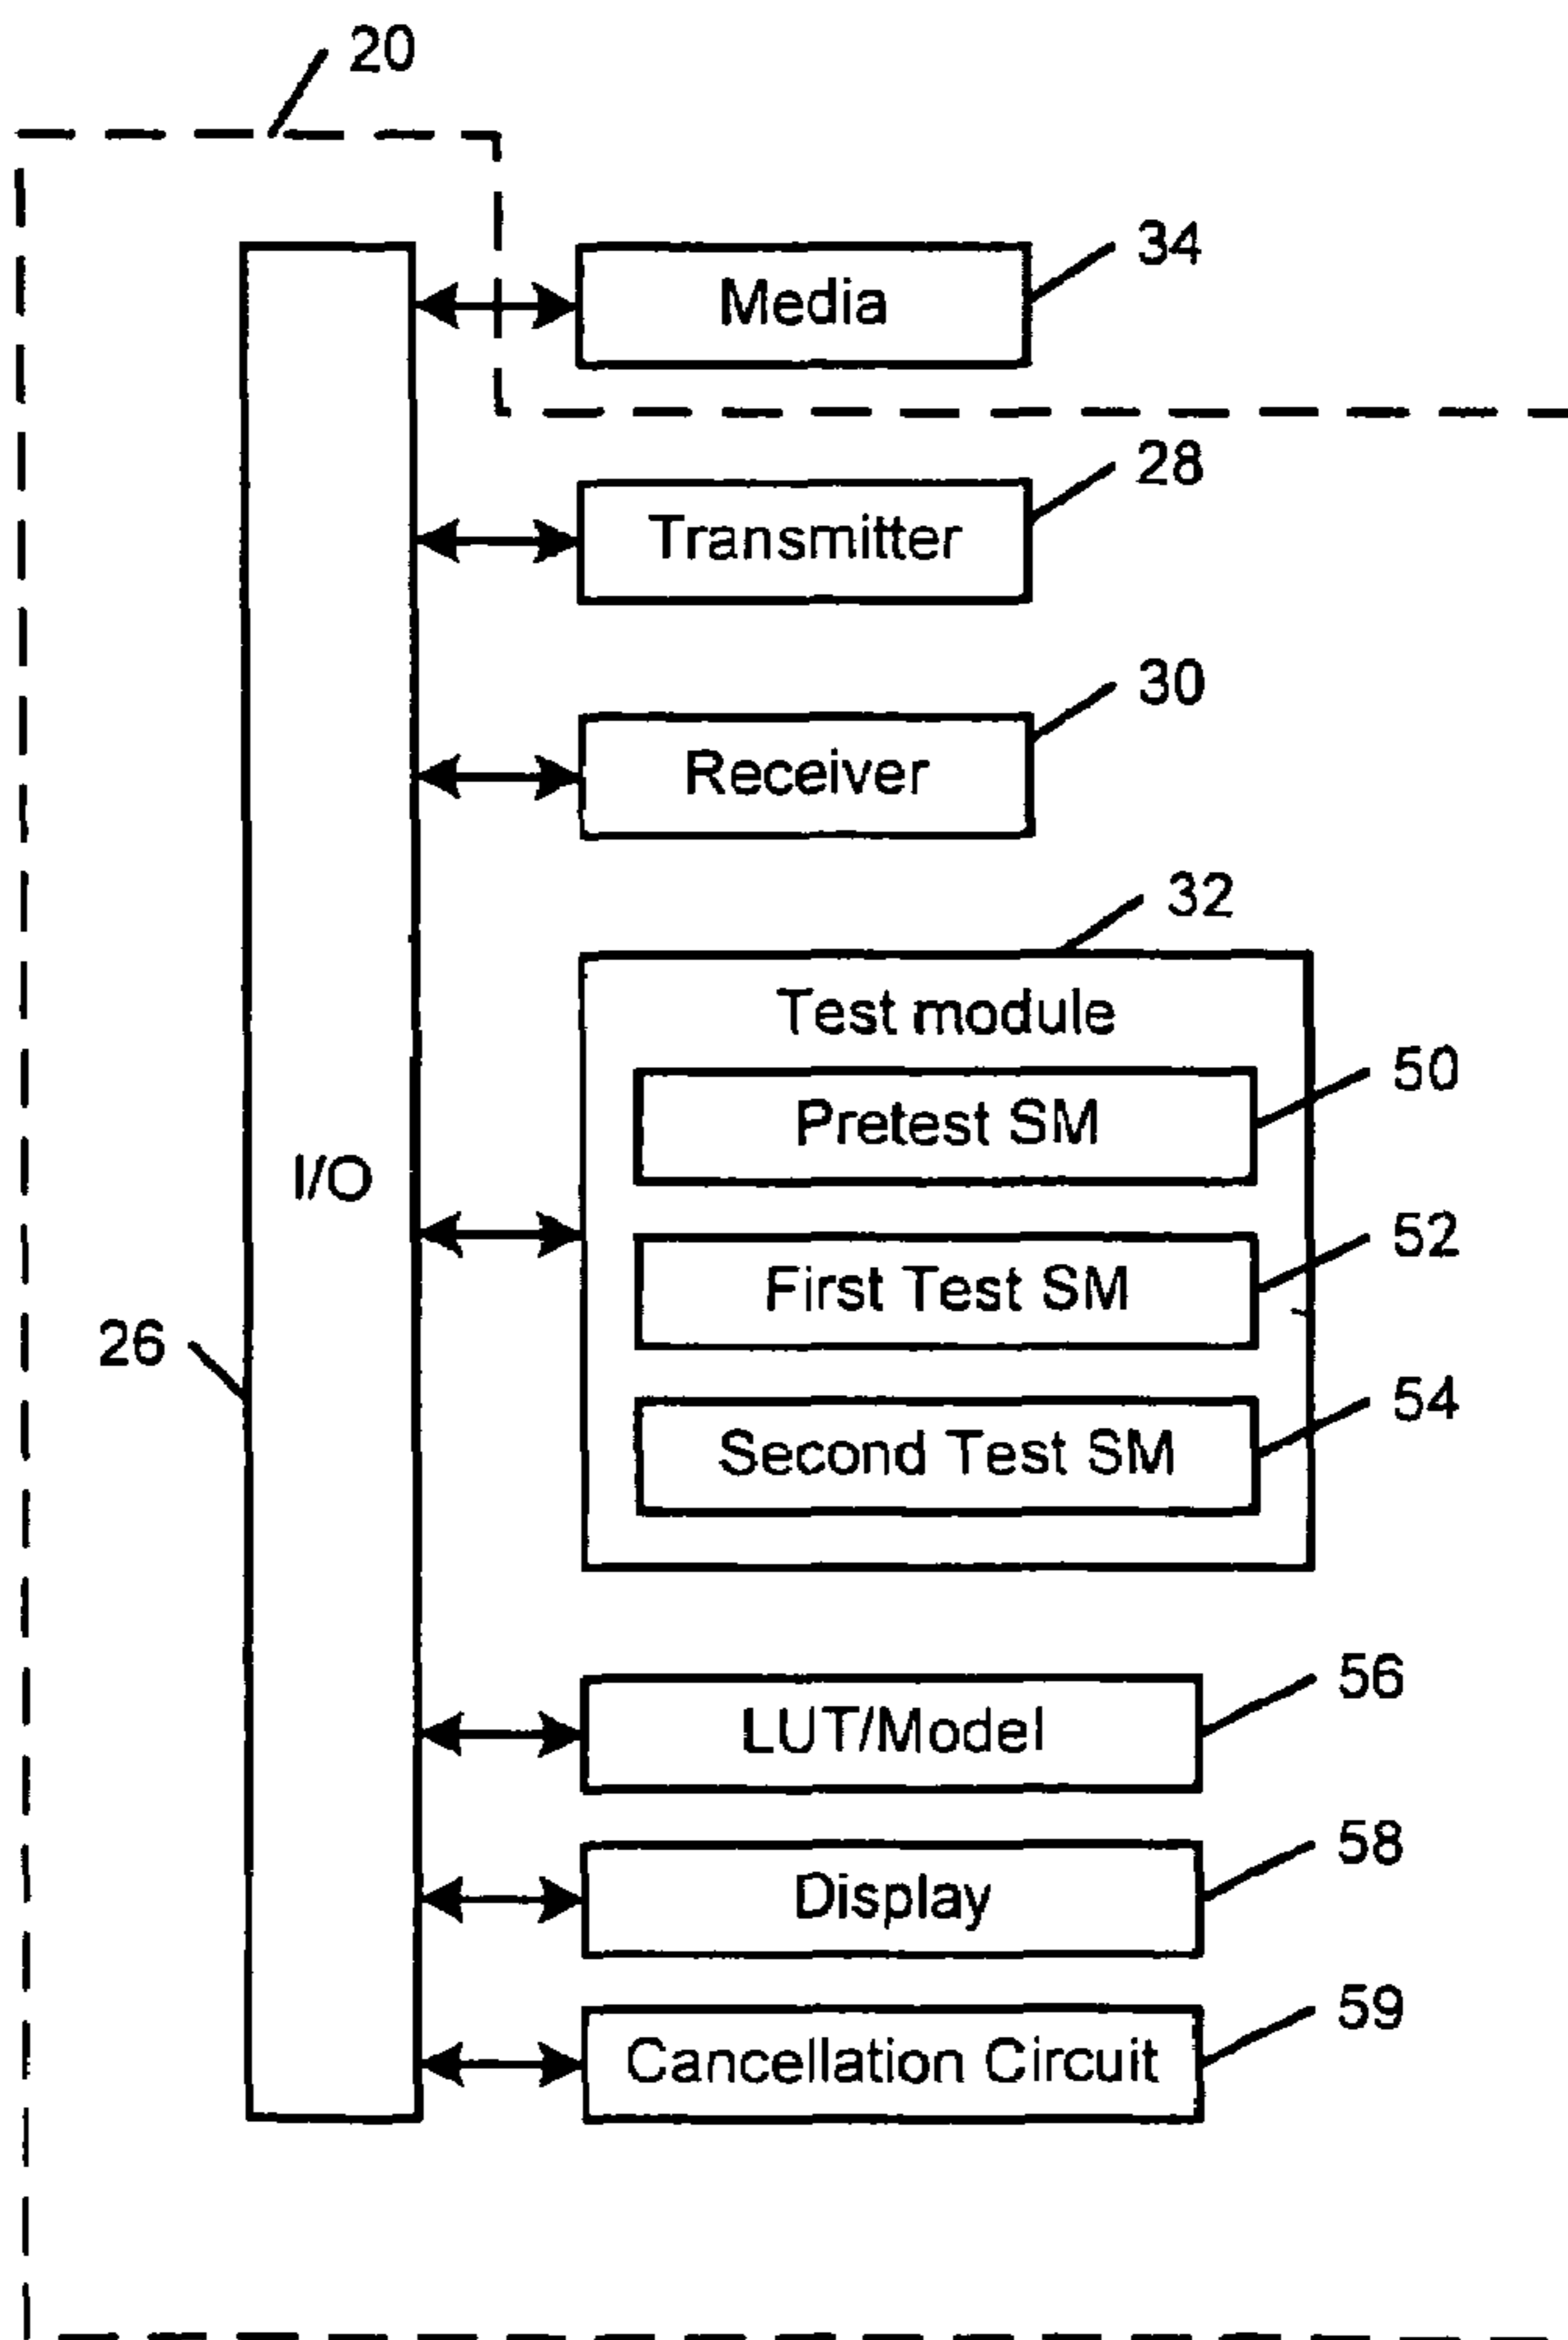 20
34
Media
28
Transmitter
30
Receiver
32
Test module
50
Pretest SM
I/O
52
First Test SM
26
54
Second Test SM
56
LUT/Model
58
Display
59
Cancellation Circuit